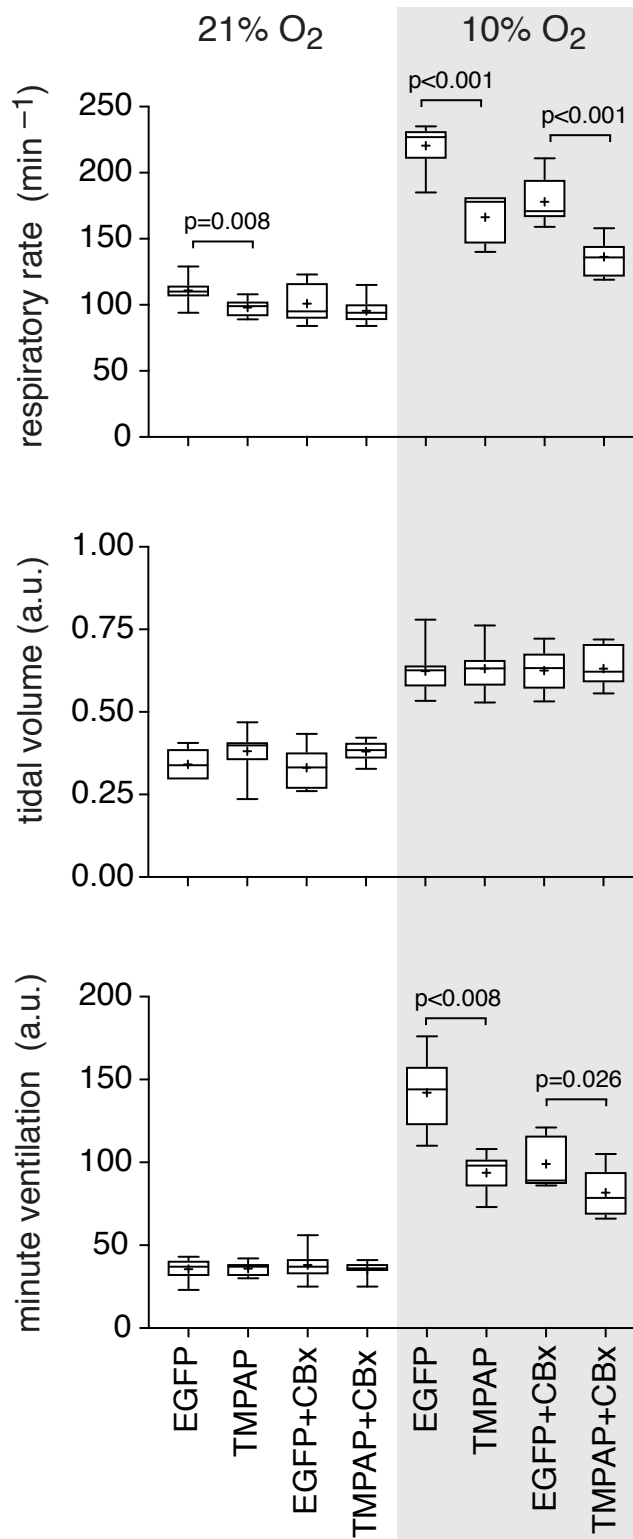 21% O₂
10% O₂
respiratory rate (min ⁻¹)
250
200
150
100
50
0
p=0.008
p<0.001
p<0.001
tidal volume (a.u.)
1.00
0.75
0.50
0.25
0.00
minute ventilation (a.u.)
200
150
100
50
0
p<0.008
p=0.026
EGFP
TMPAP
EGFP+CBx
TMPAP+CBx
EGFP
TMPAP
EGFP+CBx
TMPAP+CBx